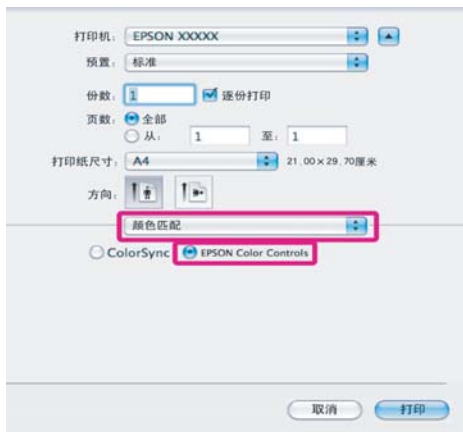 打印机: EPSON XXXXX
预置: 标准
份数: 1 逐份打印
页数: 全部
从: 1 至: 1
打印纸尺寸: A4 21.00×29.70厘米
方向:
颜色匹配
ColorSync EPSON Color Controls
取消 打印